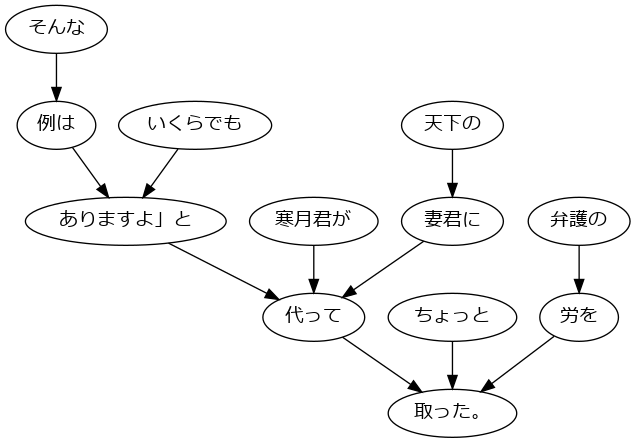 そんな
例は
いくらでも
天下の
ありますよ」と
寒月君が
妻君に
弁護の
代って
ちょっと
労を
取った。